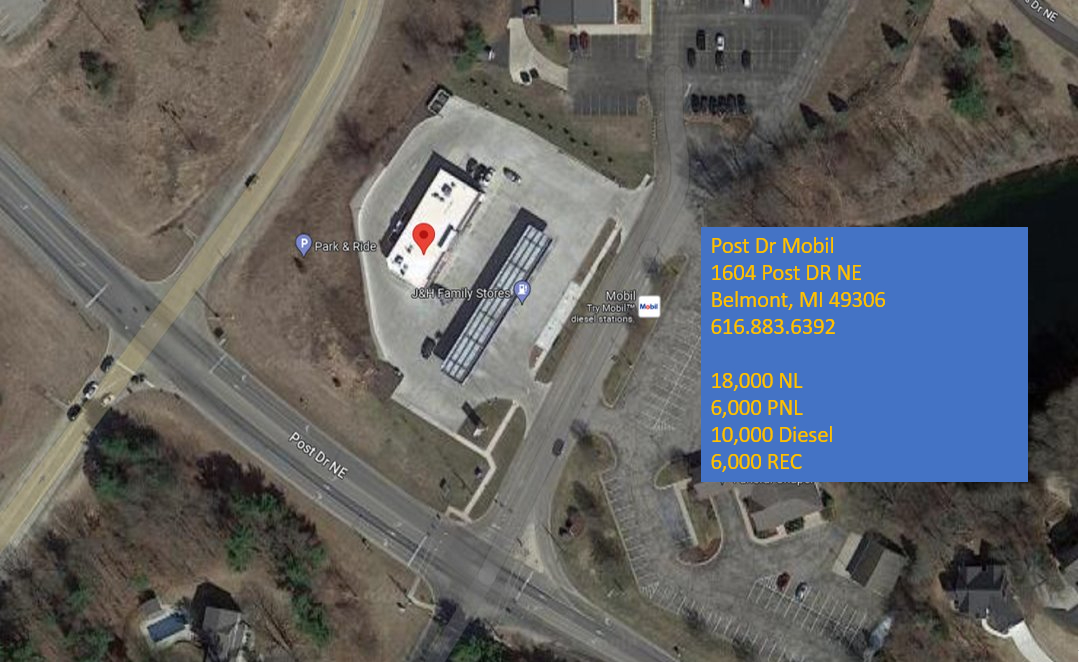 Dr NE
P
Park & Ride
J&H Family Stores
Mobil
Try Mobil™
diesel stations.
Mobil
Post Dr NE
Post Dr Mobil
1604 Post DR NE
Belmont, MI 49306
616.883.6392
18,000 NL
6,000 PNL
10,000 Diesel
6,000 REC